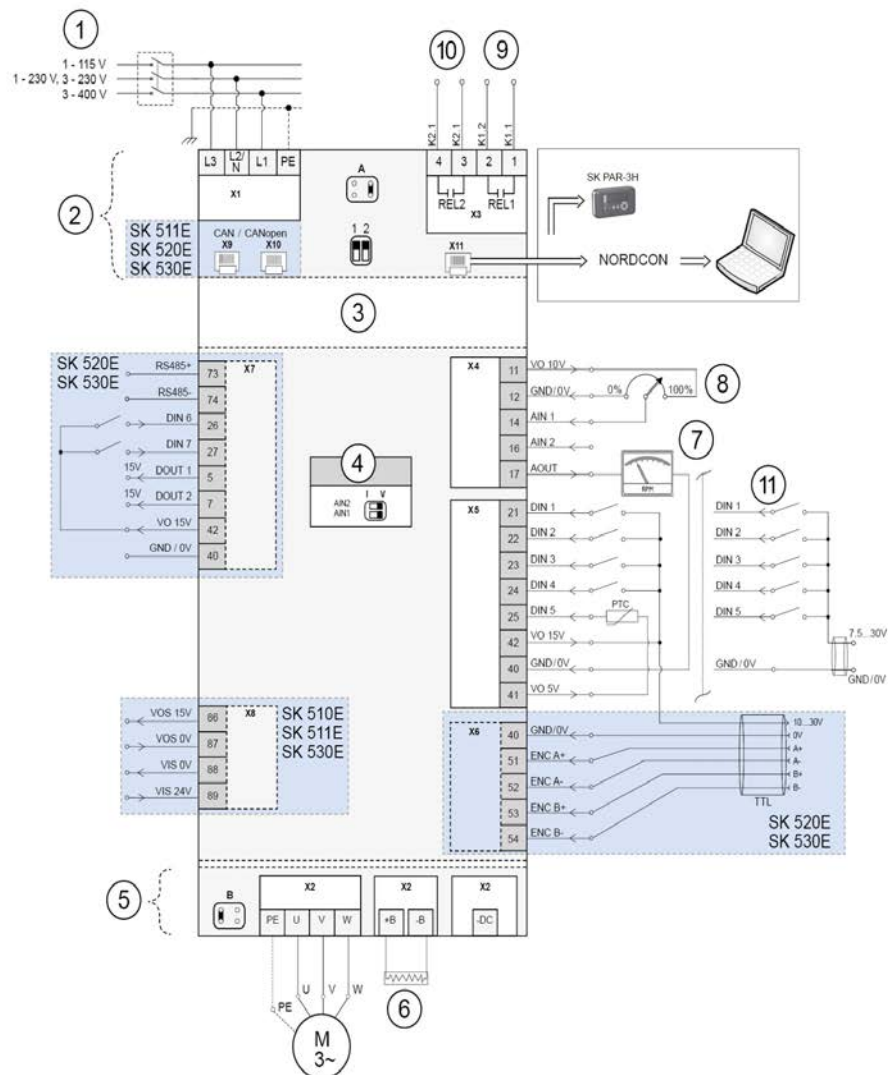 1
1 - 115 V
1 - 230 V, 3 - 230 V
3 - 400 V
10
9
K2.1
K2.1
K1.2
K1.1
L3
L2/
N
L1
PE
X1
A
4
3
2
1
REL2
REL1
X3
SK PAR-3H
2
SK 511E
SK 520E
SK 530E
CAN / CANopen
X9
X10
1 2
X11
NORDCON
3
SK 520E
SK 530E
RS485+
73
X7
RS485-
74
DIN 6
26
DIN 7
27
15V
DOUT 1
5
15V
DOUT 2
7
VO 15V
42
GND / 0V
40
4
I V
AIN2
AIN1
X4
11
VO 10V
12
GND/0V
0%
100%
8
14
AIN 1
16
AIN 2
17
AOUT
7
RPM
11
X5
21
DIN 1
22
DIN 2
23
DIN 3
24
DIN 4
25
DIN 5
PTC
42
VO 15V
40
GND/0V
41
VO 5V
DIN 1
DIN 2
DIN 3
DIN 4
DIN 5
7.5...30V
GND/0V
GND/0V
VOS 15V
86
X8
VOS 0V
87
VIS 0V
88
VIS 24V
89
SK 510E
SK 511E
SK 530E
X6
40
GND/0V
51
ENC A+
52
ENC A-
53
ENC B+
54
ENC B-
10...30V
0V
A+
A-
B+
B-
TTL
SK 520E
SK 530E
5
B
X2
PE
U
V
W
X2
+B
-B
X2
-DC
6
PE
U
V
W
M
3~